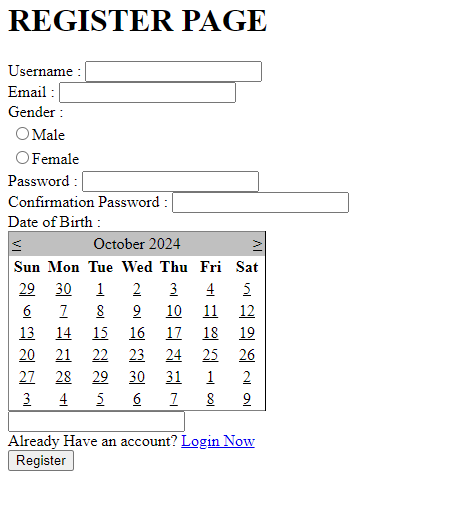 REGISTER PAGE
Username :
Email :
Gender :
Male
Female
Password :
Confirmation Password :
Date of Birth :
< October 2024 >
Sun Mon Tue Wed Thu Fri Sat
29 30 1 2 3 4 5
6 7 8 9 10 11 12
13 14 15 16 17 18 19
20 21 22 23 24 25 26
27 28 29 30 31 1 2
3 4 5 6 7 8 9
Already Have an account? Login Now
Register